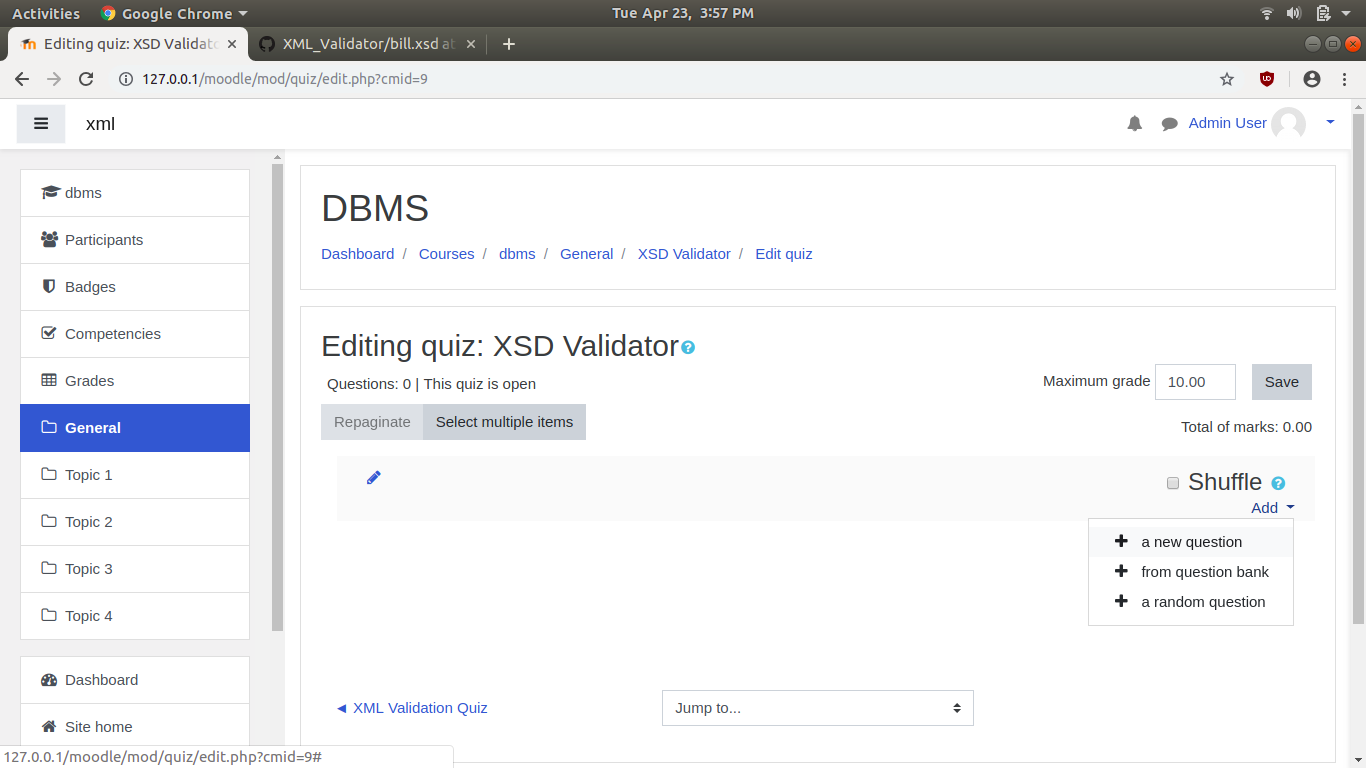 Activities Google Chrome Tue Apr 23, 3:57 PM
Editing quiz: XSD Validato XML_Validator/bill.xsd at
127.0.0.1/moodle/mod/quiz/edit.php?cmid=9
xml Admin User
dbms
Participants
Badges
Competencies
Grades
General
Topic 1
Topic 2
Topic 3
Topic 4
Dashboard
Site home
DBMS
Dashboard / Courses / dbms / General / XSD Validator / Edit quiz
Editing quiz: XSD Validator
Questions: 0 | This quiz is open
Maximum grade 10.00 Save
Repaginate Select multiple items
Total of marks: 0.00
Shuffle
Add
a new question
from question bank
a random question
◄ XML Validation Quiz Jump to...
127.0.0.1/moodle/mod/quiz/edit.php?cmid=9#